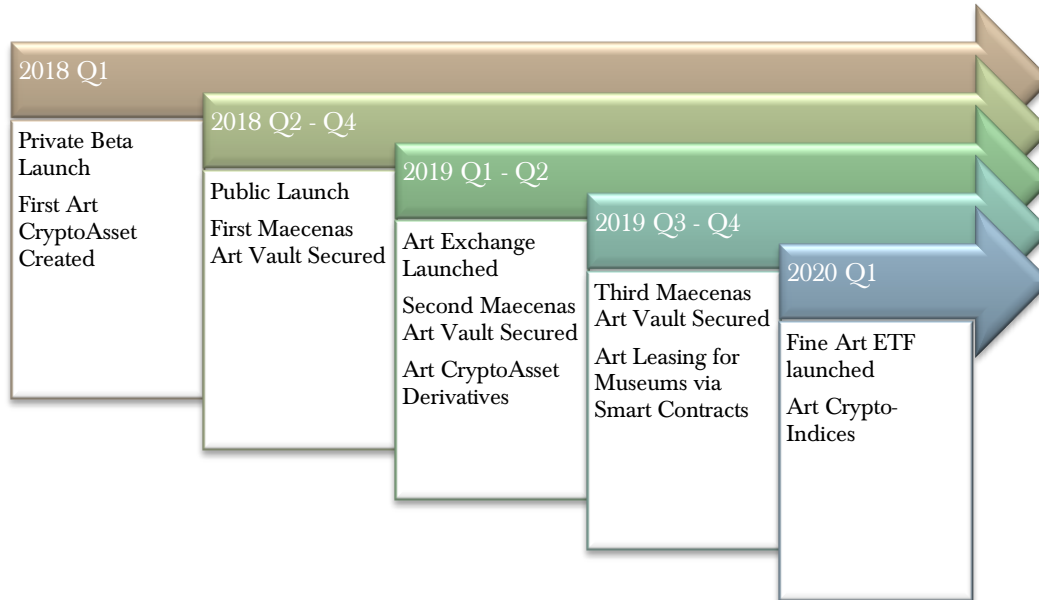 2018 Q1
Private Beta
Launch
First Art
CryptoAsset
Created
2018 Q2 - Q4
Public Launch
First Maecenas
Art Vault Secured
2019 Q1 - Q2
Art Exchange
Launched
Second Maecenas
Art Vault Secured
Art CryptoAsset
Derivatives
2019 Q3 - Q4
Third Maecenas
Art Vault Secured
Art Leasing for
Museums via
Smart Contracts
2020 Q1
Fine Art ETF
launched
Art Crypto-
Indices